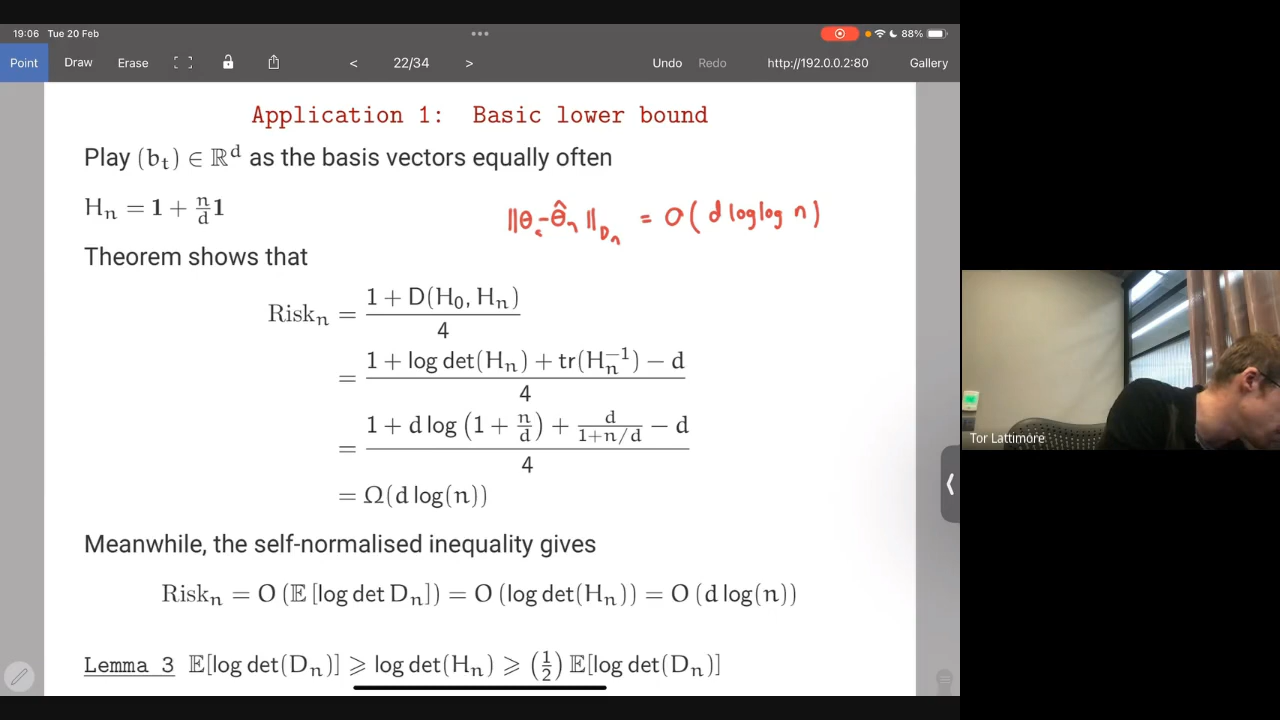 19:06 Tue 20 Feb
88%
Point Draw Erase < 22/34 > Undo Redo http://192.0.0.2:80 Gallery
Application 1: Basic lower bound
Play (b_t) ∈ ℝ^d as the basis vectors equally often
H_n = 1 + n/d 1
‖θ_* - θ̂_n‖_{D_n} = O( d loglog n)
Theorem shows that
Risk_n = (1 + D(H_0, H_n))/4
= (1 + log det(H_n) + tr(H_n^{-1}) − d)/4
= (1 + d log (1 + n/d) + d/(1+n/d) − d)/4
= Ω(d log(n))
Meanwhile, the self-normalised inequality gives
Risk_n = O (𝔼 [log det D_n]) = O (log det(H_n)) = O (d log(n))
Lemma 3 𝔼[log det(D_n)] ⩾ log det(H_n) ⩾ (1/2) 𝔼[log det(D_n)]
Tor Lattimore